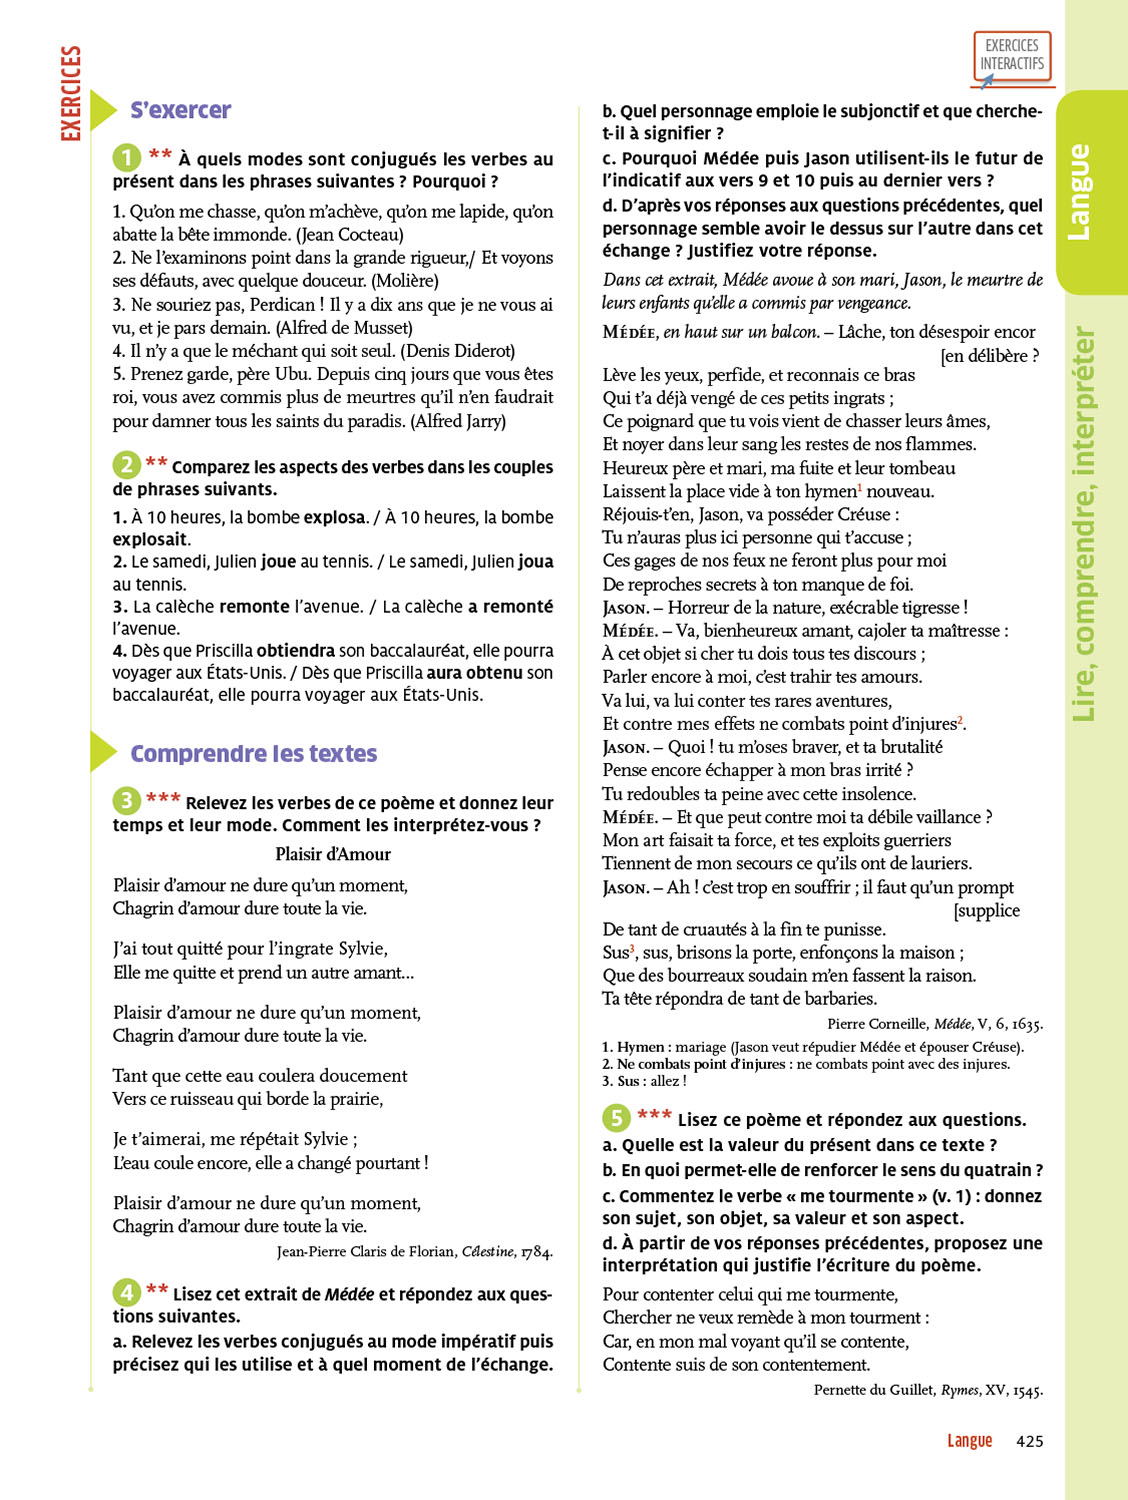 EXERCICES
EXERCICES
INTERACTIFS
S'exercer
1 ** À quels modes sont conjugués les verbes au
présent dans les phrases suivantes ? Pourquoi ?
1. Qu'on me chasse, qu'on m'achève, qu'on me lapide, qu'on
abatte la bête immonde. (Jean Cocteau)
2. Ne l'examinons point dans la grande rigueur,/ Et voyons
ses défauts, avec quelque douceur. (Molière)
3. Ne souriez pas, Perdican ! Il y a dix ans que je ne vous ai
vu, et je pars demain. (Alfred de Musset)
4. Il n'y a que le méchant qui soit seul. (Denis Diderot)
5. Prenez garde, père Ubu. Depuis cinq jours que vous êtes
roi, vous avez commis plus de meurtres qu'il n'en faudrait
pour damner tous les saints du paradis. (Alfred Jarry)
2 ** Comparez les aspects des verbes dans les couples
de phrases suivants.
1. À 10 heures, la bombe explosa. / À 10 heures, la bombe
explosait.
2. Le samedi, Julien joue au tennis. / Le samedi, Julien joua
au tennis.
3. La calèche remonte l'avenue. / La calèche a remonté
l'avenue.
4. Dès que Priscilla obtiendra son baccalauréat, elle pourra
voyager aux États-Unis. / Dès que Priscilla aura obtenu son
baccalauréat, elle pourra voyager aux États-Unis.
Comprendre les textes
3 *** Relevez les verbes de ce poème et donnez leur
temps et leur mode. Comment les interprétez-vous ?
Plaisir d'Amour
Plaisir d'amour ne dure qu'un moment,
Chagrin d'amour dure toute la vie.
J'ai tout quitté pour l'ingrate Sylvie,
Elle me quitte et prend un autre amant...
Plaisir d'amour ne dure qu'un moment,
Chagrin d'amour dure toute la vie.
Tant que cette eau coulera doucement
Vers ce ruisseau qui borde la prairie,
Je t'aimerai, me répétait Sylvie ;
L'eau coule encore, elle a changé pourtant !
Plaisir d'amour ne dure qu'un moment,
Chagrin d'amour dure toute la vie.
Jean-Pierre Claris de Florian, Célestine, 1784.
4 ** Lisez cet extrait de Médée et répondez aux ques-
tions suivantes.
a. Relevez les verbes conjugués au mode impératif puis
précisez qui les utilise et à quel moment de l'échange.
b. Quel personnage emploie le subjonctif et que cherche-
t-il à signifier ?
c. Pourquoi Médée puis Jason utilisent-ils le futur de
l'indicatif aux vers 9 et 10 puis au dernier vers ?
d. D'après vos réponses aux questions précédentes, quel
personnage semble avoir le dessus sur l'autre dans cet
échange ? Justifiez votre réponse.
Dans cet extrait, Médée avoue à son mari, Jason, le meurtre de
leurs enfants qu'elle a commis par vengeance.
MÉDÉE, en haut sur un balcon. – Lâche, ton désespoir encor
[en délibère ?
Lève les yeux, perfide, et reconnais ce bras
Qui t'a déjà vengé de ces petits ingrats ;
Ce poignard que tu vois vient de chasser leurs âmes,
Et noyer dans leur sang les restes de nos flammes.
Heureux père et mari, ma fuite et leur tombeau
Laissent la place vide à ton hymen1 nouveau.
Réjouis-t'en, Jason, va posséder Créuse :
Tu n'auras plus ici personne qui t'accuse ;
Ces gages de nos feux ne feront plus pour moi
De reproches secrets à ton manque de foi.
JASON. – Horreur de la nature, exécrable tigresse !
MÉDÉE. – Va, bienheureux amant, cajoler ta maîtresse :
À cet objet si cher tu dois tous tes discours ;
Parler encore à moi, c'est trahir tes amours.
Va lui, va lui conter tes rares aventures,
Et contre mes effets ne combats point d'injures2.
JASON. – Quoi ! tu m'oses braver, et ta brutalité
Pense encore échapper à mon bras irrité ?
Tu redoubles ta peine avec cette insolence.
MÉDÉE. – Et que peut contre moi ta débile vaillance ?
Mon art faisait ta force, et tes exploits guerriers
Tiennent de mon secours ce qu'ils ont de lauriers.
JASON. – Ah ! c'est trop en souffrir ; il faut qu'un prompt
[supplice
De tant de cruautés à la fin te punisse.
Sus3, sus, brisons la porte, enfonçons la maison ;
Que des bourreaux soudain m'en fassent la raison.
Ta tête répondra de tant de barbaries.
Pierre Corneille, Médée, V, 6, 1635.
1. Hymen : mariage (Jason veut répudier Médée et épouser Créuse).
2. Ne combats point d'injures : ne combats point avec des injures.
3. Sus : allez !
5 *** Lisez ce poème et répondez aux questions.
a. Quelle est la valeur du présent dans ce texte ?
b. En quoi permet-elle de renforcer le sens du quatrain ?
c. Commentez le verbe « me tourmente » (v. 1) : donnez
son sujet, son objet, sa valeur et son aspect.
d. À partir de vos réponses précédentes, proposez une
interprétation qui justifie l'écriture du poème.
Pour contenter celui qui me tourmente,
Chercher ne veux remède à mon tourment :
Car, en mon mal voyant qu'il se contente,
Contente suis de son contentement.
Pernette du Guillet, Rymes, XV, 1545.
Langue
Lire, comprendre, interpréter
Langue 425